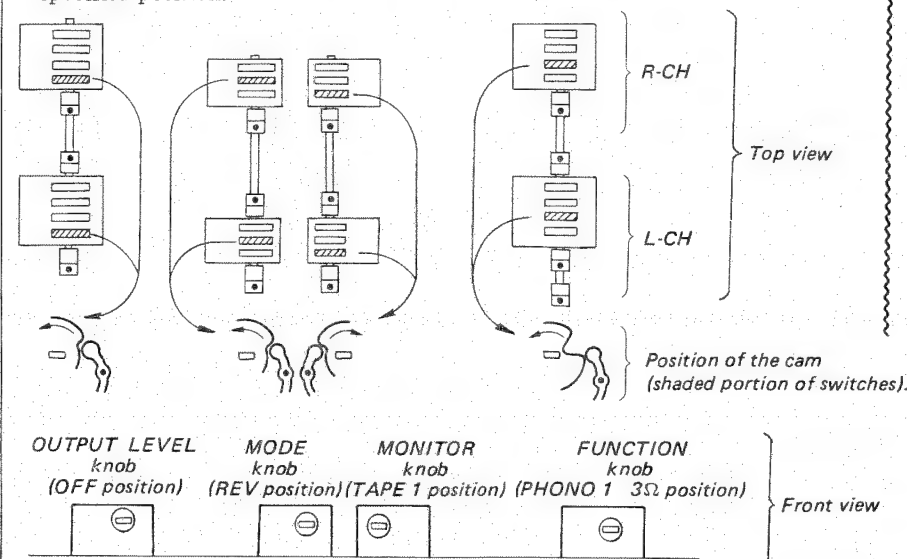 R-CH
Top view
L-CH
Position of the cam
(shaded portion of switches).
OUTPUT LEVEL
knob
(OFF position)
MODE
knob
(REV position)
MONITOR
knob
(TAPE 1 position)
FUNCTION
knob
(PHONO 1 3Ω position)
Front view